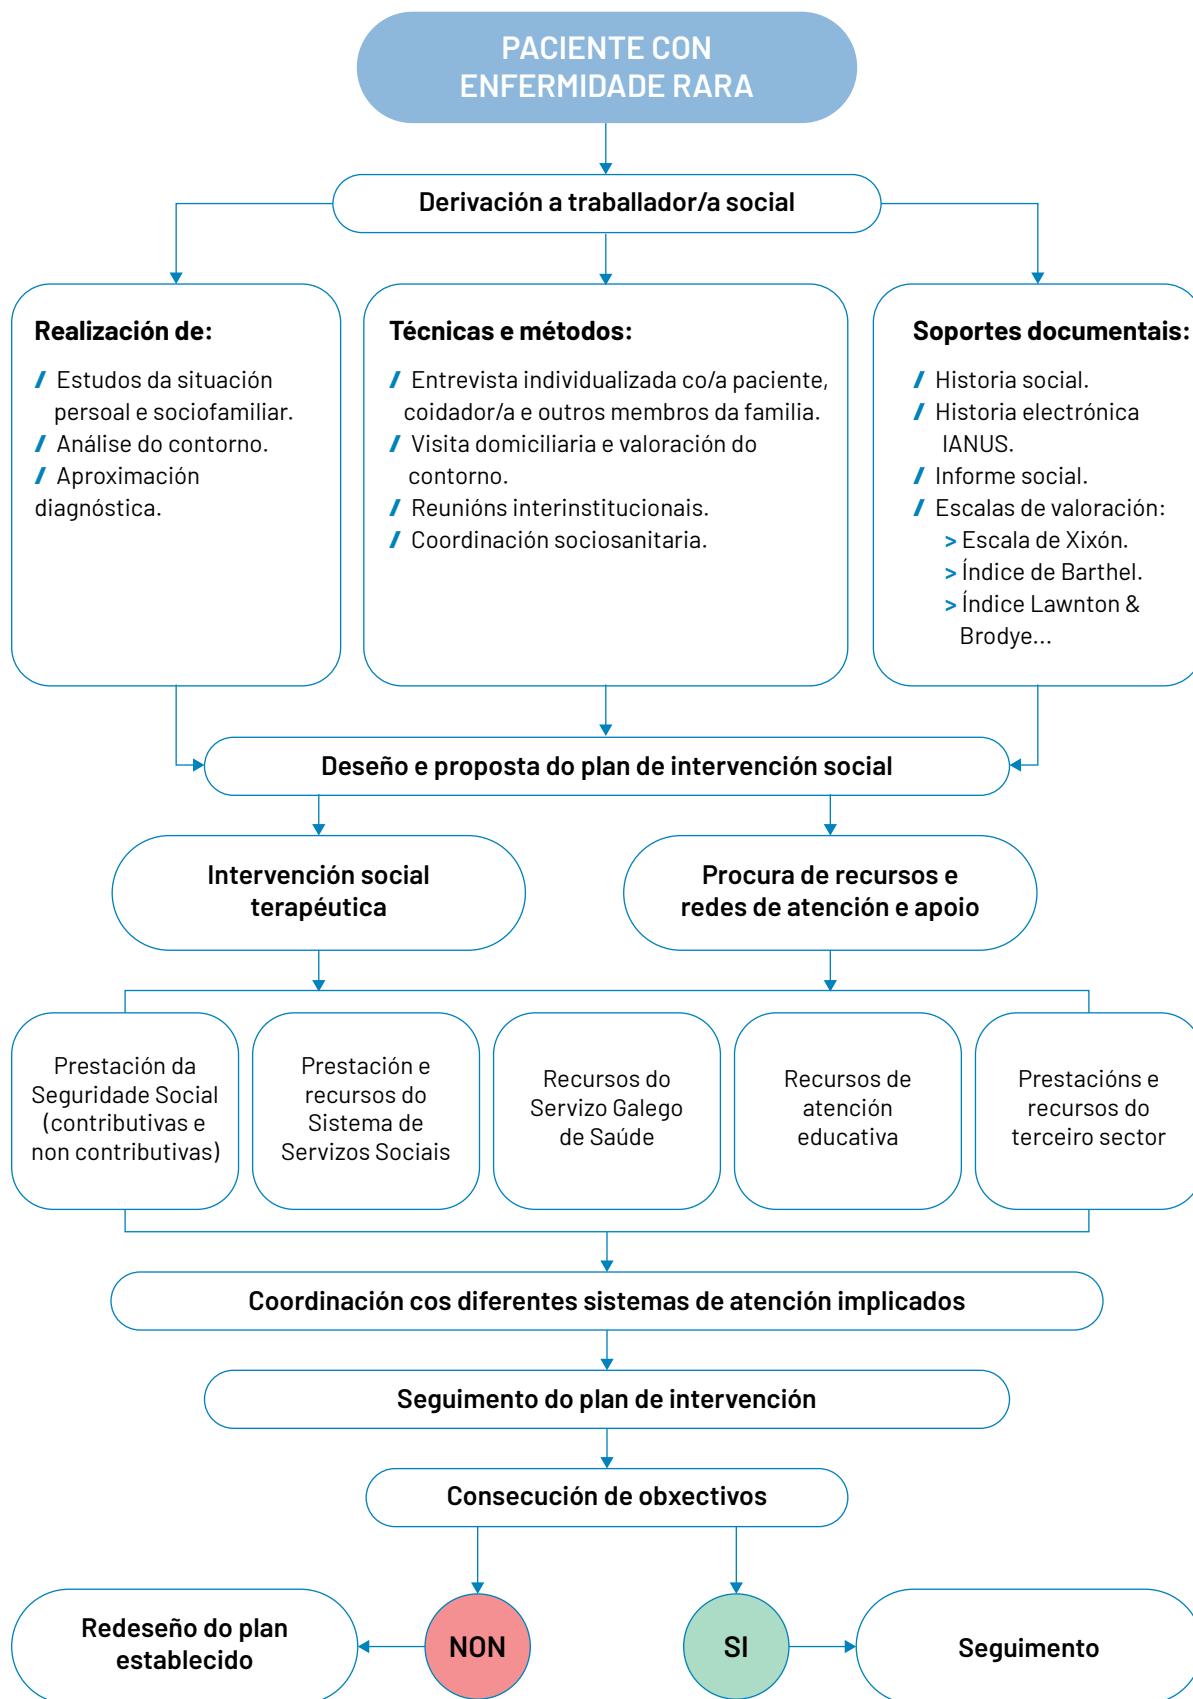 PACIENTE CON
ENFERMIDADE RARA
Derivación a traballador/a social
Realización de:
/ Estudos da situación
persoal e sociofamiliar.
/ Análise do contorno.
/ Aproximación
diagnóstica.
Técnicas e métodos:
/ Entrevista individualizada co/a paciente,
coidador/a e outros membros da familia.
/ Visita domiciliaria e valoración do
contorno.
/ Reunións interinstitucionais.
/ Coordinación sociosanitaria.
Soportes documentais:
/ Historia social.
/ Historia electrónica
IANUS.
/ Informe social.
/ Escalas de valoración:
> Escala de Xixón.
> Índice de Barthel.
> Índice Lawnton &
Brodye...
Deseño e proposta do plan de intervención social
Intervención social
terapéutica
Procura de recursos e
redes de atención e apoio
Prestación da
Seguridade Social
(contributivas e
non contributivas)
Prestación e
recursos do
Sistema de
Servizos Sociais
Recursos do
Servizo Galego
de Saúde
Recursos de
atención
educativa
Prestacións e
recursos do
terceiro sector
Coordinación cos diferentes sistemas de atención implicados
Seguimento do plan de intervención
Consecución de obxectivos
Redeseño do plan
establecido
NON
SI
Seguimento